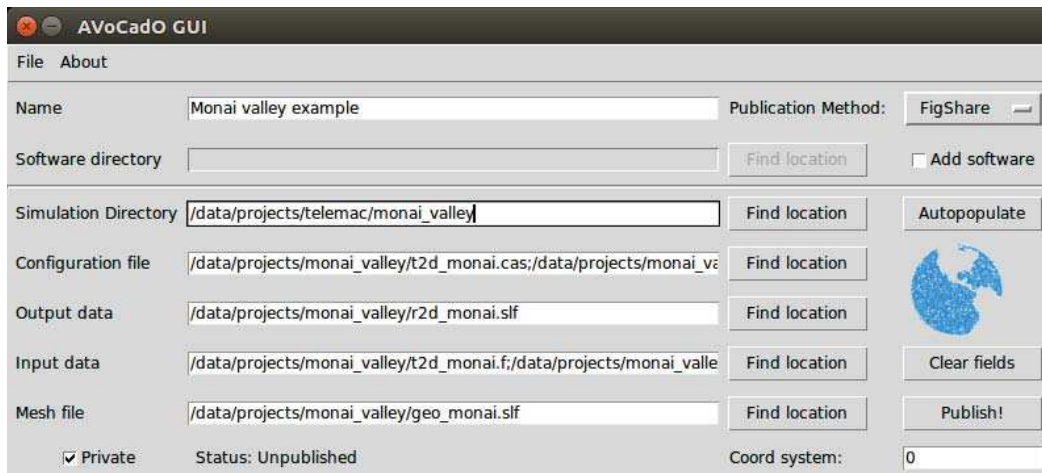 AVoCadO GUI
File About
Name Monai valley example Publication Method: FigShare
Software directory Find location Add software
Simulation Directory /data/projects/telemac/monai_valley Find location Autopopulate
Configuration file /data/projects/monai_valley/t2d_monai.cas;/data/projects/monai_va Find location
Output data /data/projects/monai_valley/r2d_monai.slf Find location
Input data /data/projects/monai_valley/t2d_monai.f;/data/projects/monai_valle Find location Clear fields
Mesh file /data/projects/monai_valley/geo_monai.slf Find location Publish!
Private Status: Unpublished Coord system: 0